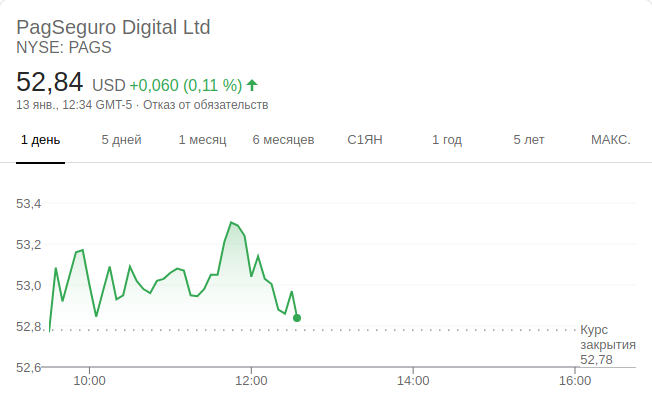 PagSeguro Digital Ltd
NYSE: PAGS
52,84 USD +0,060 (0,11 %)
13 янв., 12:34 GMT-5 · Отказ от обязательств
1 день 5 дней 1 месяц 6 месяцев С1ЯН 1 год 5 лет МАКС.
53,4
53,2
53,0
52,8
Курс
закрытия
52,78
52,6
10:00 12:00 14:00 16:00